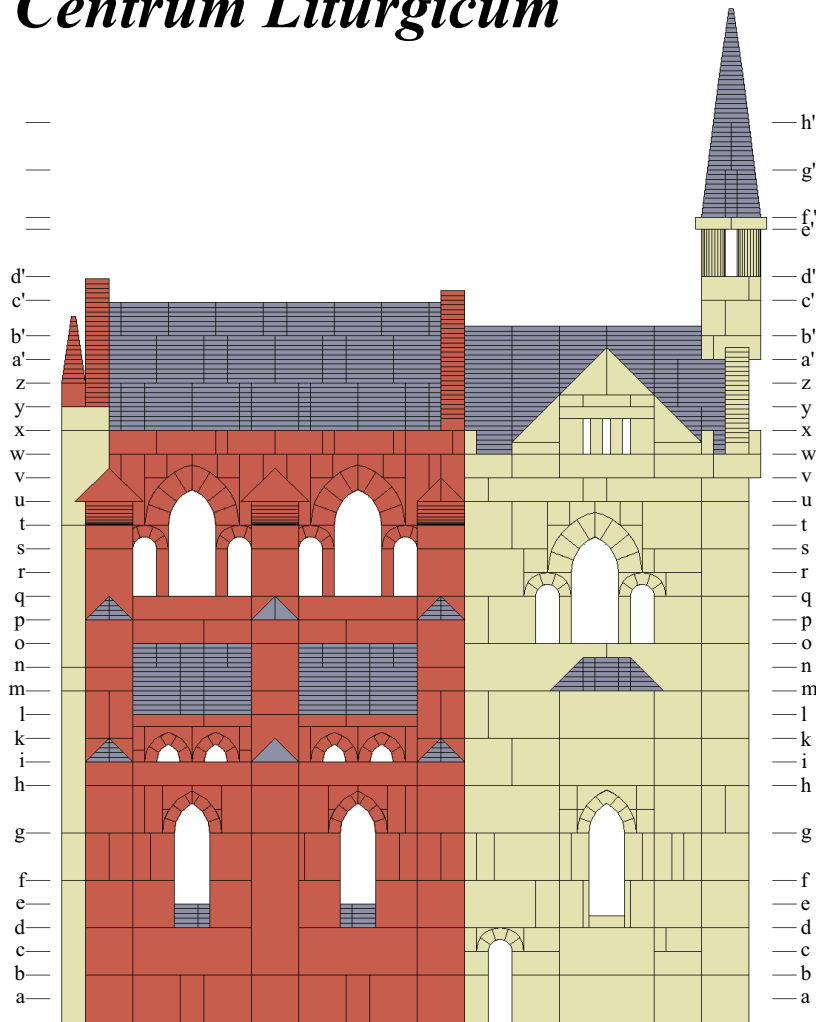 Centrum Liturgicum
h'
g'
f'
e'
d' d'
c' c'
b' b'
a' a'
z z
y y
x x
w w
v v
u u
t t
s s
r r
q q
p p
o o
n n
m m
l l
k k
i i
h h
g g
f f
e e
d d
c c
b b
a a